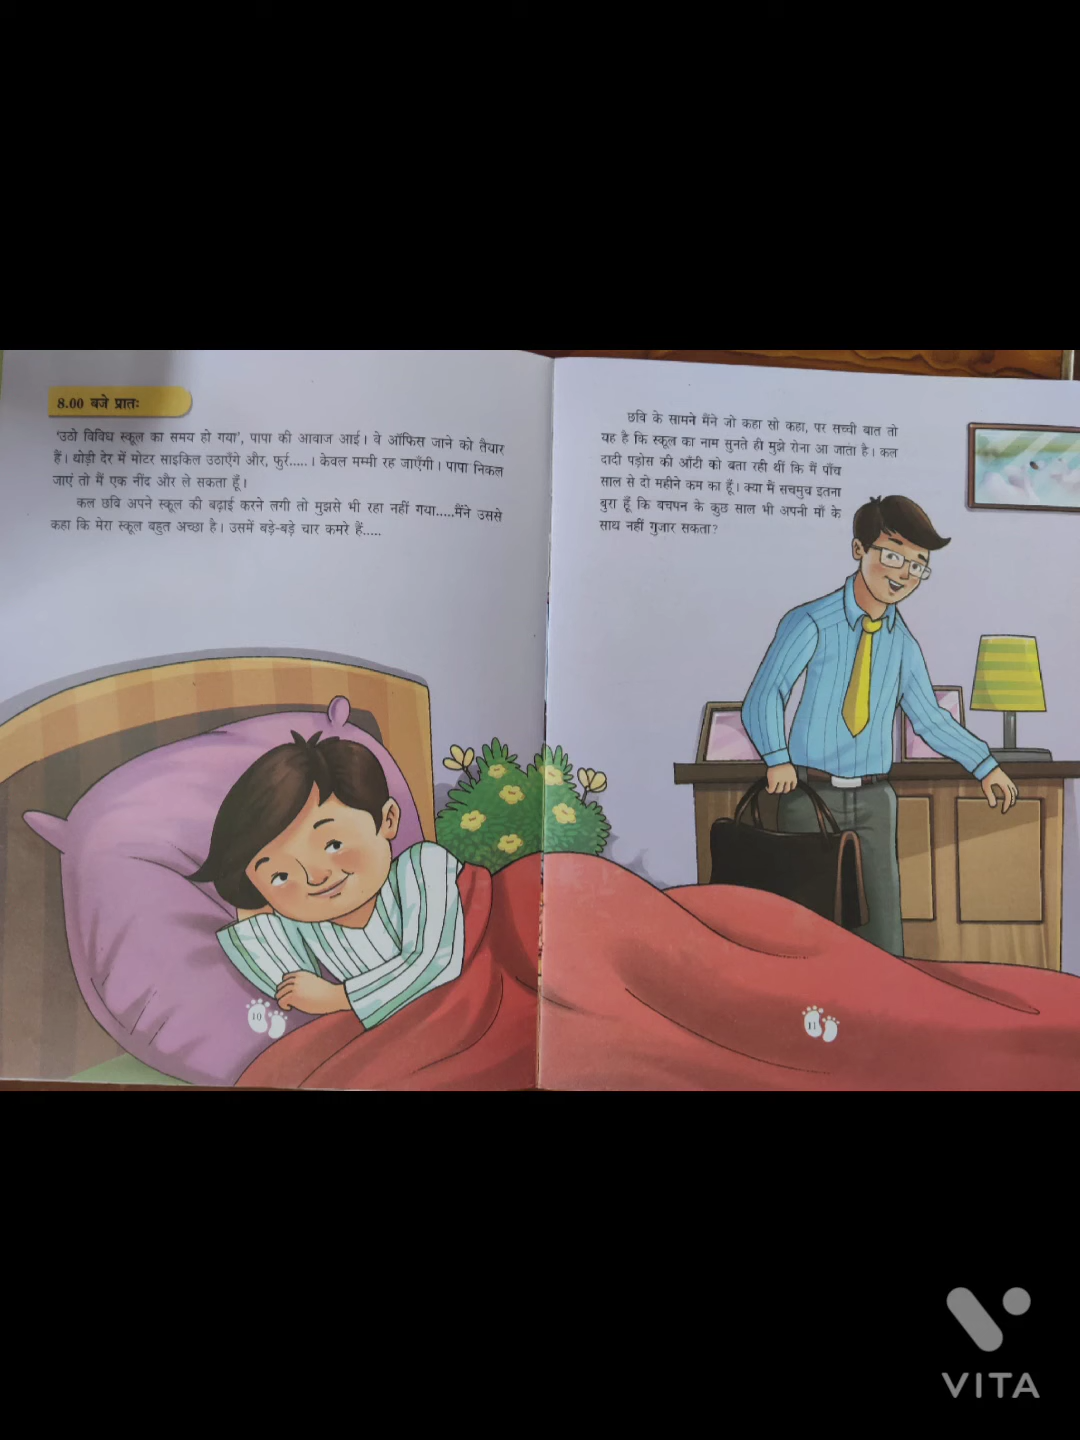 8.00 बजे प्रातः
'उठो विविध स्कूल का समय हो गया', पापा की आवाज आई। वे ऑफिस जाने को तैयार
हैं। थोड़ी देर में मोटर साइकिल उठाएँगे और, फुर्र.....। केवल मम्मी रह जाएँगी। पापा निकल
जाएं तो मैं एक नींद और ले सकता हूँ।
कल छवि अपने स्कूल की बढ़ाई करने लगी तो मुझसे भी रहा नहीं गया.....मैंने उससे
कहा कि मेरा स्कूल बहुत अच्छा है। उसमें बड़े-बड़े चार कमरे हैं.....
10
छवि के सामने मैंने जो कहा सो कहा, पर सच्ची बात तो
यह है कि स्कूल का नाम सुनते ही मुझे रोना आ जाता है। कल
दादी पड़ोस की आँटी को बता रही थीं कि मैं पाँच
साल से दो महीने कम का हूँ। क्या मैं सचमुच इतना
बुरा हूँ कि बचपन के कुछ साल भी अपनी माँ के
साथ नहीं गुजार सकता?
11
VITA